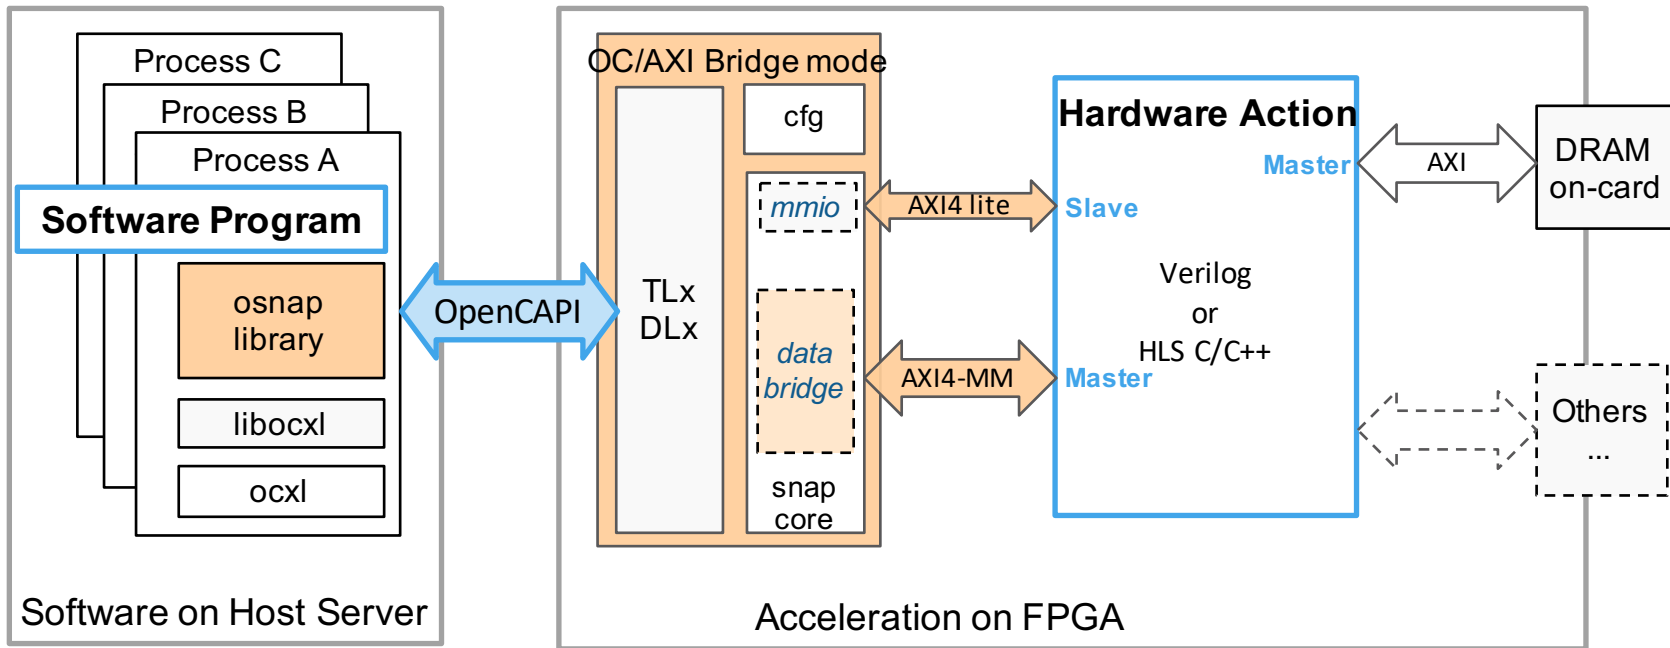 Process C
Process B
Process A
Software Program
osnap
library
libocxl
ocxl
Software on Host Server
OpenCAPI
OC/AXI Bridge mode
TLx
DLx
cfg
mmio
data
bridge
snap
core
AXI4 lite
AXI4-MM
Hardware Action
Master
Slave
Verilog
or
HLS C/C++
Master
AXI
DRAM
on-card
Others
...
Acceleration on FPGA